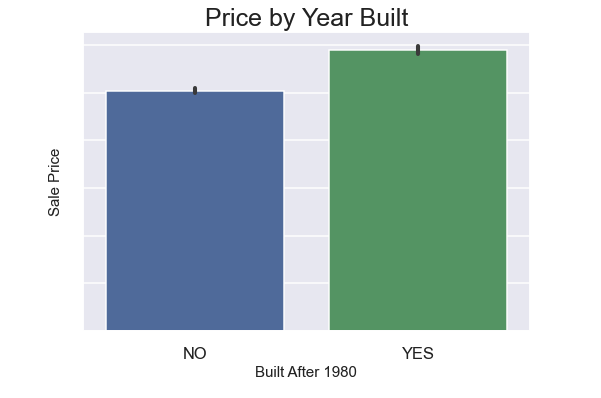 Price by Year Built
Sale Price
NO
YES
Built After 1980